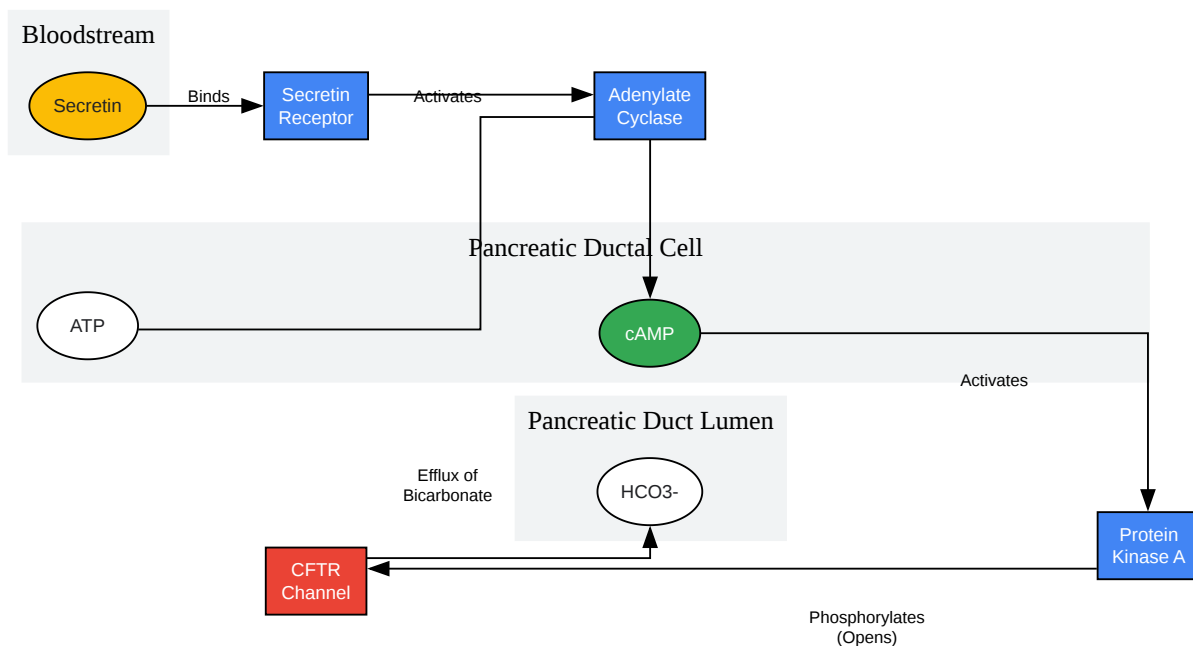 Bloodstream
Secretin
Binds
Secretin
Receptor
Activates
Adenylate
Cyclase
Pancreatic Ductal Cell
ATP
cAMP
Activates
Pancreatic Duct Lumen
Efflux of
Bicarbonate
HCO3-
Protein
Kinase A
CFTR
Channel
Phosphorylates
(Opens)